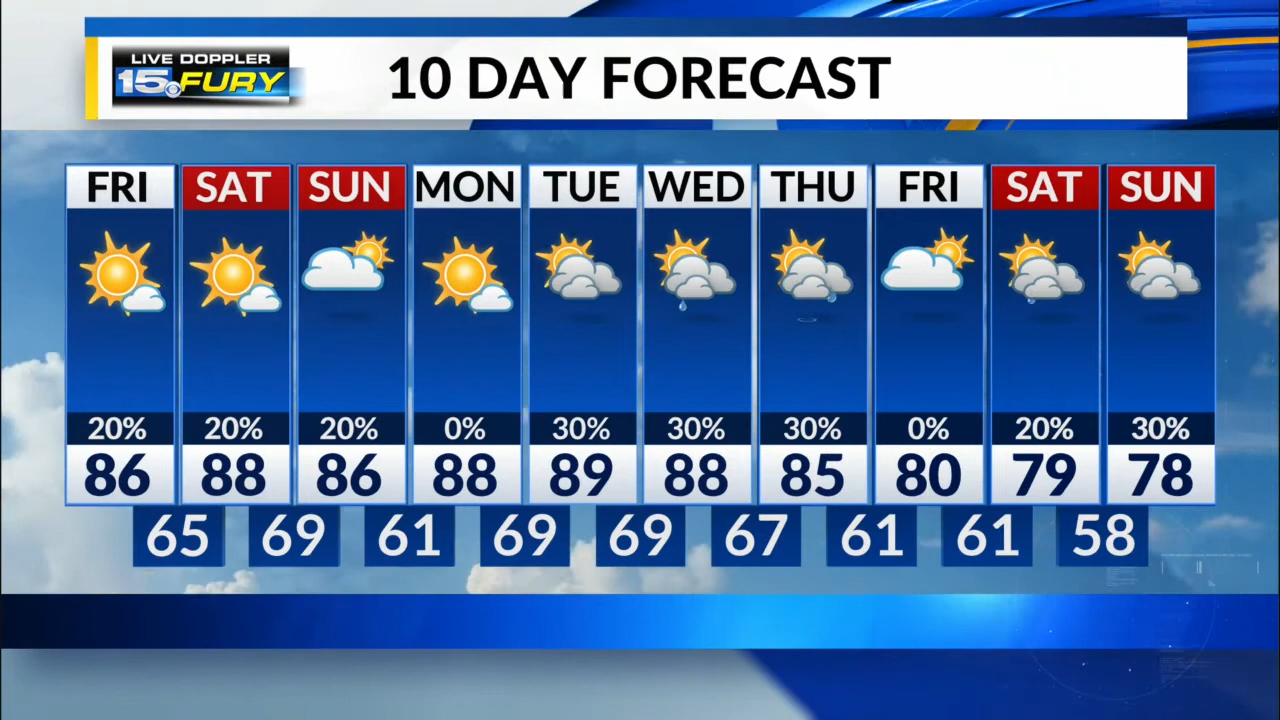 LIVE DOPPLER
15 FURY
10 DAY FORECAST
FRI SAT SUN MON TUE WED THU FRI SAT SUN
20% 20% 20% 0% 30% 30% 30% 0% 20% 30%
86 88 86 88 89 88 85 80 79 78
65 69 61 69 69 67 61 61 58